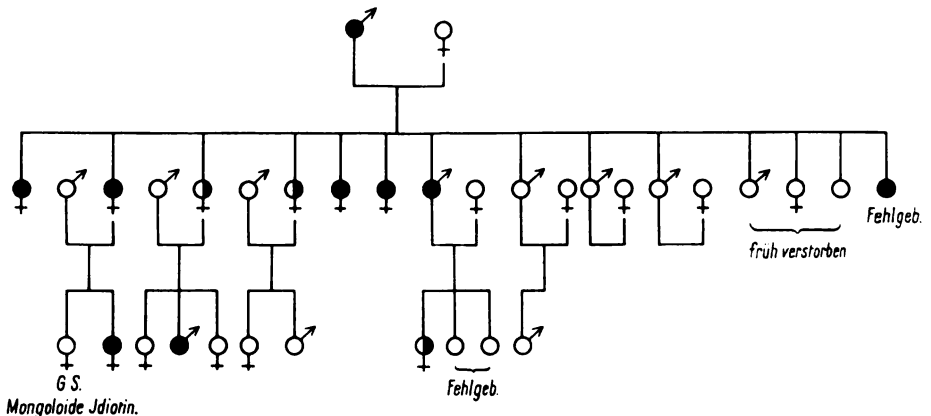 Fehlgeb.
früh verstorben
G S.
Fehlgeb.
Mongoloide Jdiotin.